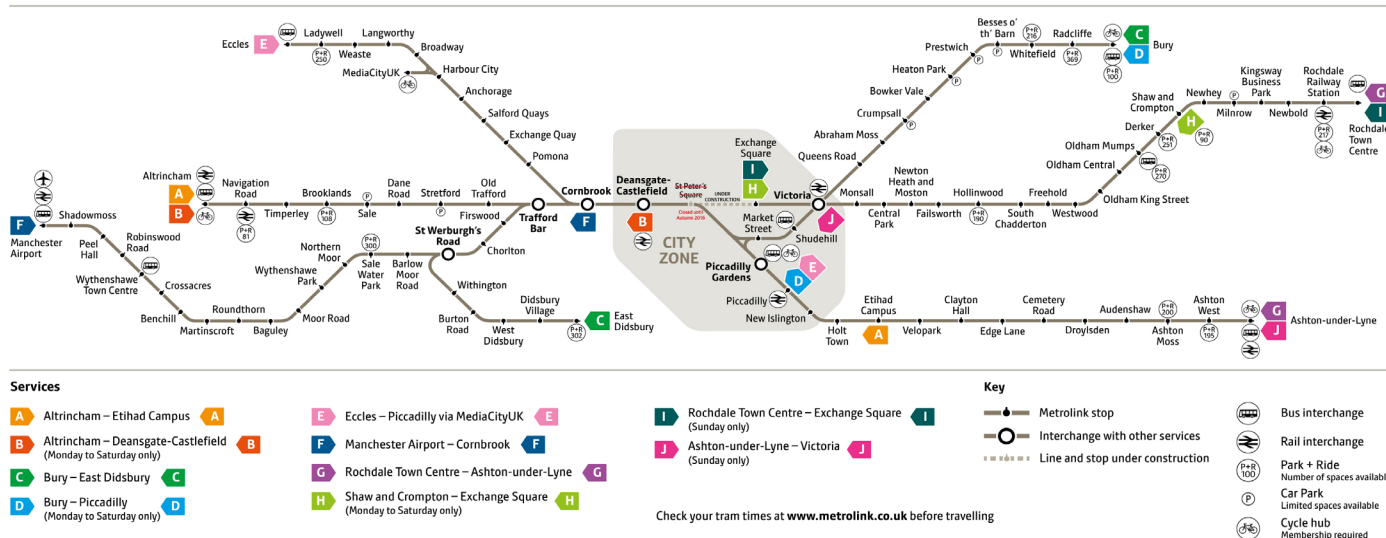 Eccles
E
Ladywell
P+R
250
Weaste
Langworthy
Broadway
MediaCityUK
Harbour City
Anchorage
Salford Quays
Exchange Quay
Pomona
Altrincham
A
B
Navigation
Road
P+R
81
Timperley
Brooklands
P+R
108
P
Sale
Dane
Road
Stretford
P
Old
Trafford
Trafford
Bar
Cornbrook
F
Deansgate-
Castlefield
B
St Peter's
Square
Closed until
Autumn 2016
UNDER
CONSTRUCTION
Exchange
Square
I
H
Victoria
J
CITY
ZONE
Market
Street
Shudehill
Piccadilly
Gardens
E
D
Piccadilly
New Islington
Firswood
Chorlton
St Werburgh's
Road
Withington
Burton
Road
West
Didsbury
Didsbury
Village
P+R
302
C
East
Didsbury
Barlow
Moor
Road
P+R
300
Sale
Water
Park
Northern
Moor
Wythenshawe
Park
Moor Road
Baguley
Roundthorn
Martinscroft
Benchill
Crossacres
Wythenshawe
Town Centre
Robinswood
Road
Peel
Hall
Shadowmoss
F
Manchester
Airport
Queens Road
Abraham Moss
Crumpsall
P
Bowker Vale
Heaton Park
P
Prestwich
P
Besses o'
th' Barn
P
P+R
216
Whitefield
Radcliffe
P+R
369
P+R
100
C
D
Bury
Monsall
Central
Park
Newton
Heath and
Moston
Failsworth
Hollinwood
P+R
190
South
Chadderton
Freehold
Westwood
Oldham King Street
Oldham Central
Oldham Mumps
P+R
270
Derker
P+R
251
Shaw and
Crompton
H
P+R
90
Newhey
P
Milnrow
Kingsway
Business
Park
Newbold
Rochdale
Railway
Station
P+R
217
G
I
Rochdale
Town
Centre
Holt
Town
Etihad
Campus
A
Velopark
Clayton
Hall
Edge Lane
Cemetery
Road
Droylsden
Audenshaw
P+R
200
Ashton
Moss
Ashton
West
P+R
195
G
J
Ashton-under-Lyne
Services
A Altrincham – Etihad Campus A
B Altrincham – Deansgate-Castlefield B
(Monday to Saturday only)
C Bury – East Didsbury C
D Bury – Piccadilly D
(Monday to Saturday only)
E Eccles – Piccadilly via MediaCityUK E
F Manchester Airport – Cornbrook F
G Rochdale Town Centre – Ashton-under-Lyne G
H Shaw and Crompton – Exchange Square H
(Monday to Saturday only)
I Rochdale Town Centre – Exchange Square I
(Sunday only)
J Ashton-under-Lyne – Victoria J
(Sunday only)
Check your tram times at www.metrolink.co.uk before travelling
Key
Metrolink stop
Interchange with other services
Line and stop under construction
Bus interchange
Rail interchange
P+R
100
Park + Ride
Number of spaces available
P
Car Park
Limited spaces available
Cycle hub
Membership required